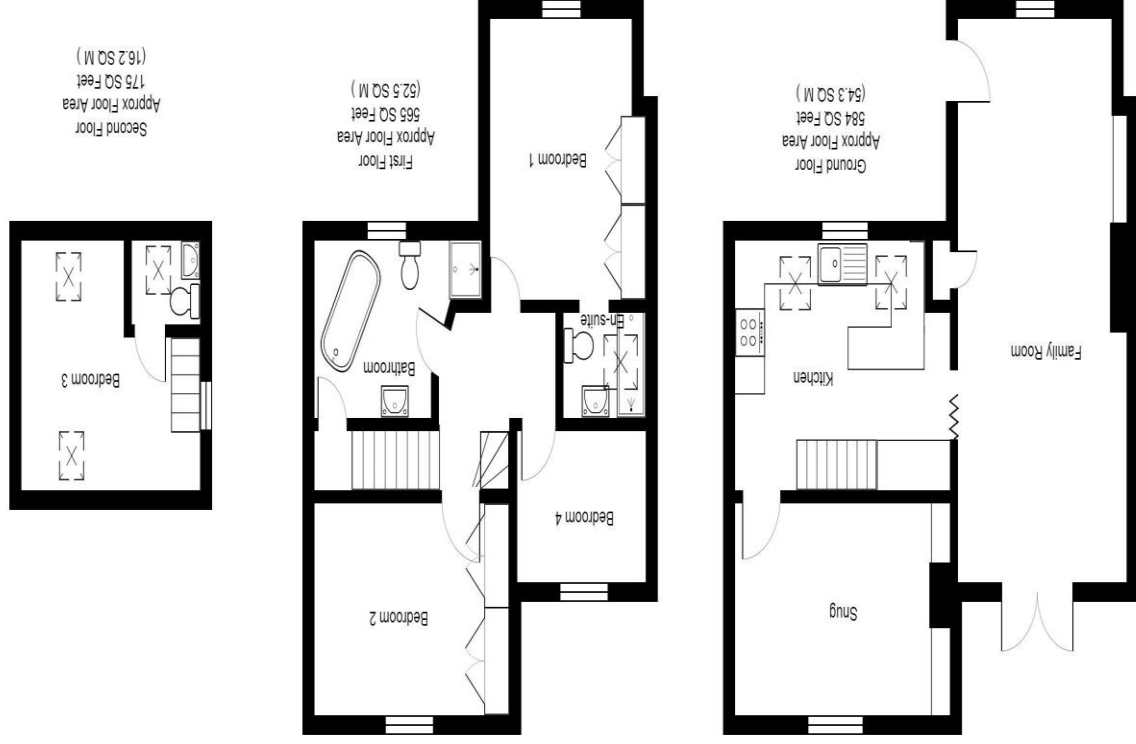 Snug
Kitchen
Family Room
Ground Floor
Approx Floor Area
584 SQ Feet
(54.3 SQ M )
Bedroom 2
Bedroom 4
Bathroom
En-suite
Bedroom 1
First Floor
Approx Floor Area
565 SQ Feet
(52.5 SQ M )
Bedroom 3
Second Floor
Approx Floor Area
175 SQ Feet
(16.2 SQ M )